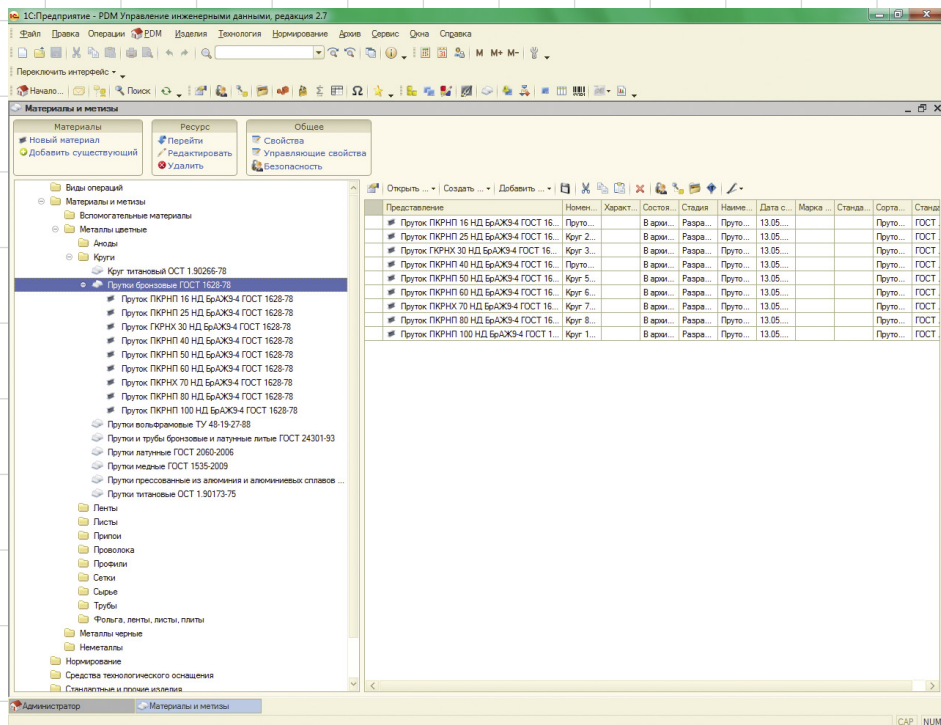 1С:Предприятие - PDM Управление инженерными данными, редакция 2.7
Файл Правка Операции PDM Изделия Технология Нормирование Архив Сервис Окна Справка
M M+ M-
Переключить интерфейс
Начало... Поиск
Материалы и метизы
Материалы Ресурс Общее
Новый материал Перейти Свойства
Добавить существующий Редактировать Управляющие свойства
Удалить Безопасность
Открыть ... Создать ... Добавить ...
Виды операций
Материалы и метизы
Вспомогательные материалы
Металлы цветные
Аноды
Круги
Круг титановый ОСТ 1.90266-78
Прутки бронзовые ГОСТ 1628-78
Пруток ПКРНП 16 НД БрАЖ9-4 ГОСТ 1628-78
Пруток ПКРНП 25 НД БрАЖ9-4 ГОСТ 1628-78
Пруток ГКРНХ 30 НД БрАЖ9-4 ГОСТ 1628-78
Пруток ПКРНП 40 НД БрАЖ9-4 ГОСТ 1628-78
Пруток ПКРНП 50 НД БрАЖ9-4 ГОСТ 1628-78
Пруток ПКРНП 60 НД БрАЖ9-4 ГОСТ 1628-78
Пруток ПКРНХ 70 НД БрАЖ9-4 ГОСТ 1628-78
Пруток ПКРНП 80 НД БрАЖ9-4 ГОСТ 1628-78
Пруток ПКРНП 100 НД БрАЖ9-4 ГОСТ 1628-78
Прутки вольфрамовые ТУ 48-19-27-88
Прутки и трубы бронзовые и латунные литые ГОСТ 24301-93
Прутки латунные ГОСТ 2060-2006
Прутки медные ГОСТ 1535-2009
Прутки прессованные из алюминия и алюминиевых сплавов ...
Прутки титановые ОСТ 1.90173-75
Ленты
Листы
Припои
Проволока
Профили
Сетки
Сырье
Трубы
Фольга, ленты, листы, плиты
Металлы черные
Неметаллы
Нормирование
Средства технологического оснащения
Стандартные и прочие изделия
Представление Номен... Характ... Состоя... Стадия Наиме... Дата с... Марка ... Станда... Сорта... Станда
Пруток ПКРНП 16 НД БрАЖ9-4 ГОСТ 16... Пруто... В архи... Разра... Пруто... 13.05.... Пруто... ГОСТ .
Пруток ПКРНП 25 НД БрАЖ9-4 ГОСТ 16... Круг 2... В архи... Разра... Пруто... 13.05.... Пруто... ГОСТ .
Пруток ГКРНХ 30 НД БрАЖ9-4 ГОСТ 16... Круг 3... В архи... Разра... Пруто... 13.05.... Пруто... ГОСТ .
Пруток ПКРНП 40 НД БрАЖ9-4 ГОСТ 16... Пруто... В архи... Разра... Пруто... 13.05.... Пруто... ГОСТ .
Пруток ПКРНП 50 НД БрАЖ9-4 ГОСТ 16... Круг 5... В архи... Разра... Пруто... 13.05.... Пруто... ГОСТ .
Пруток ПКРНП 60 НД БрАЖ9-4 ГОСТ 16... Круг 6... В архи... Разра... Пруто... 13.05.... Пруто... ГОСТ .
Пруток ПКРНХ 70 НД БрАЖ9-4 ГОСТ 16... Круг 7... В архи... Разра... Пруто... 13.05.... Пруто... ГОСТ .
Пруток ПКРНП 80 НД БрАЖ9-4 ГОСТ 16... Круг 8... В архи... Разра... Пруто... 13.05.... Пруто... ГОСТ .
Пруток ПКРНП 100 НД БрАЖ9-4 ГОСТ 1... Круг 1... В архи... Разра... Пруто... 13.05.... Пруто... ГОСТ .
Администратор Материалы и метизы
CAP NUM